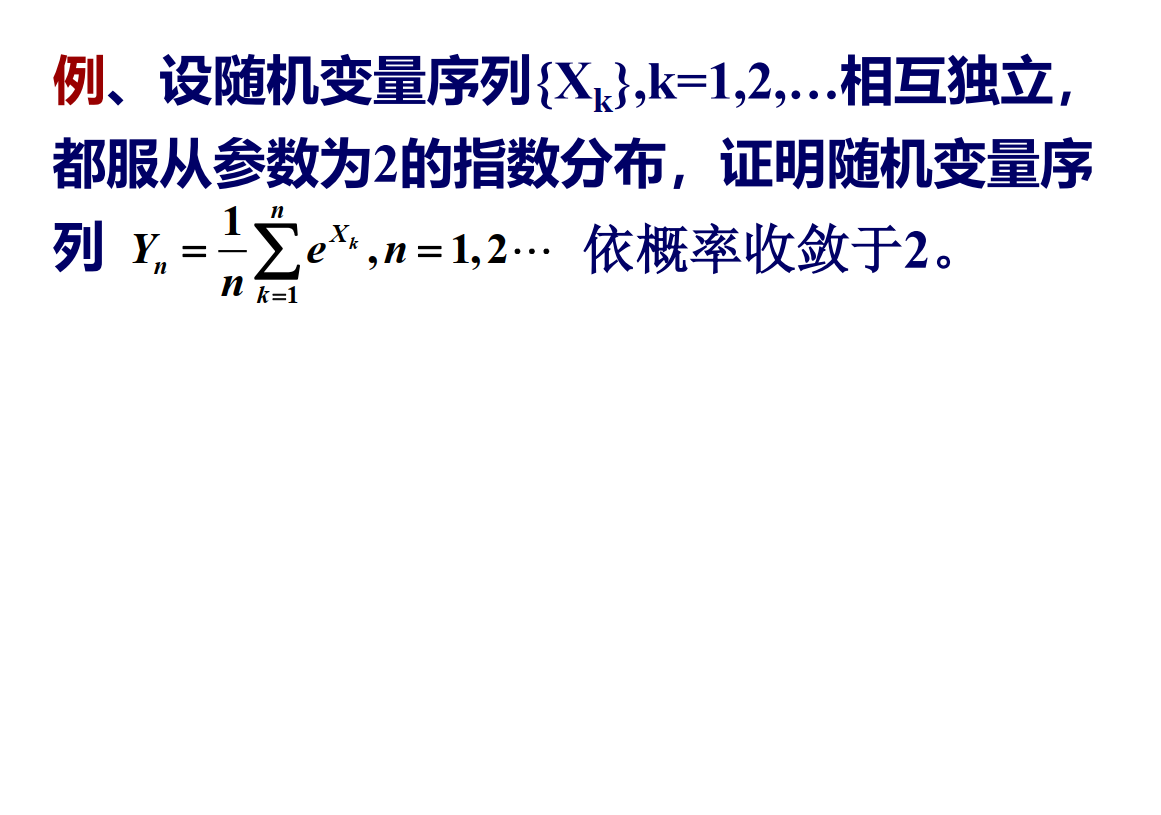 例、设随机变量序列{Xₖ},k=1,2,…相互独立，
都服从参数为2的指数分布，证明随机变量序
列 $Y_n = \frac{1}{n}\sum_{k=1}^{n} e^{X_k}, n = 1, 2\cdots$ 依概率收敛于2。